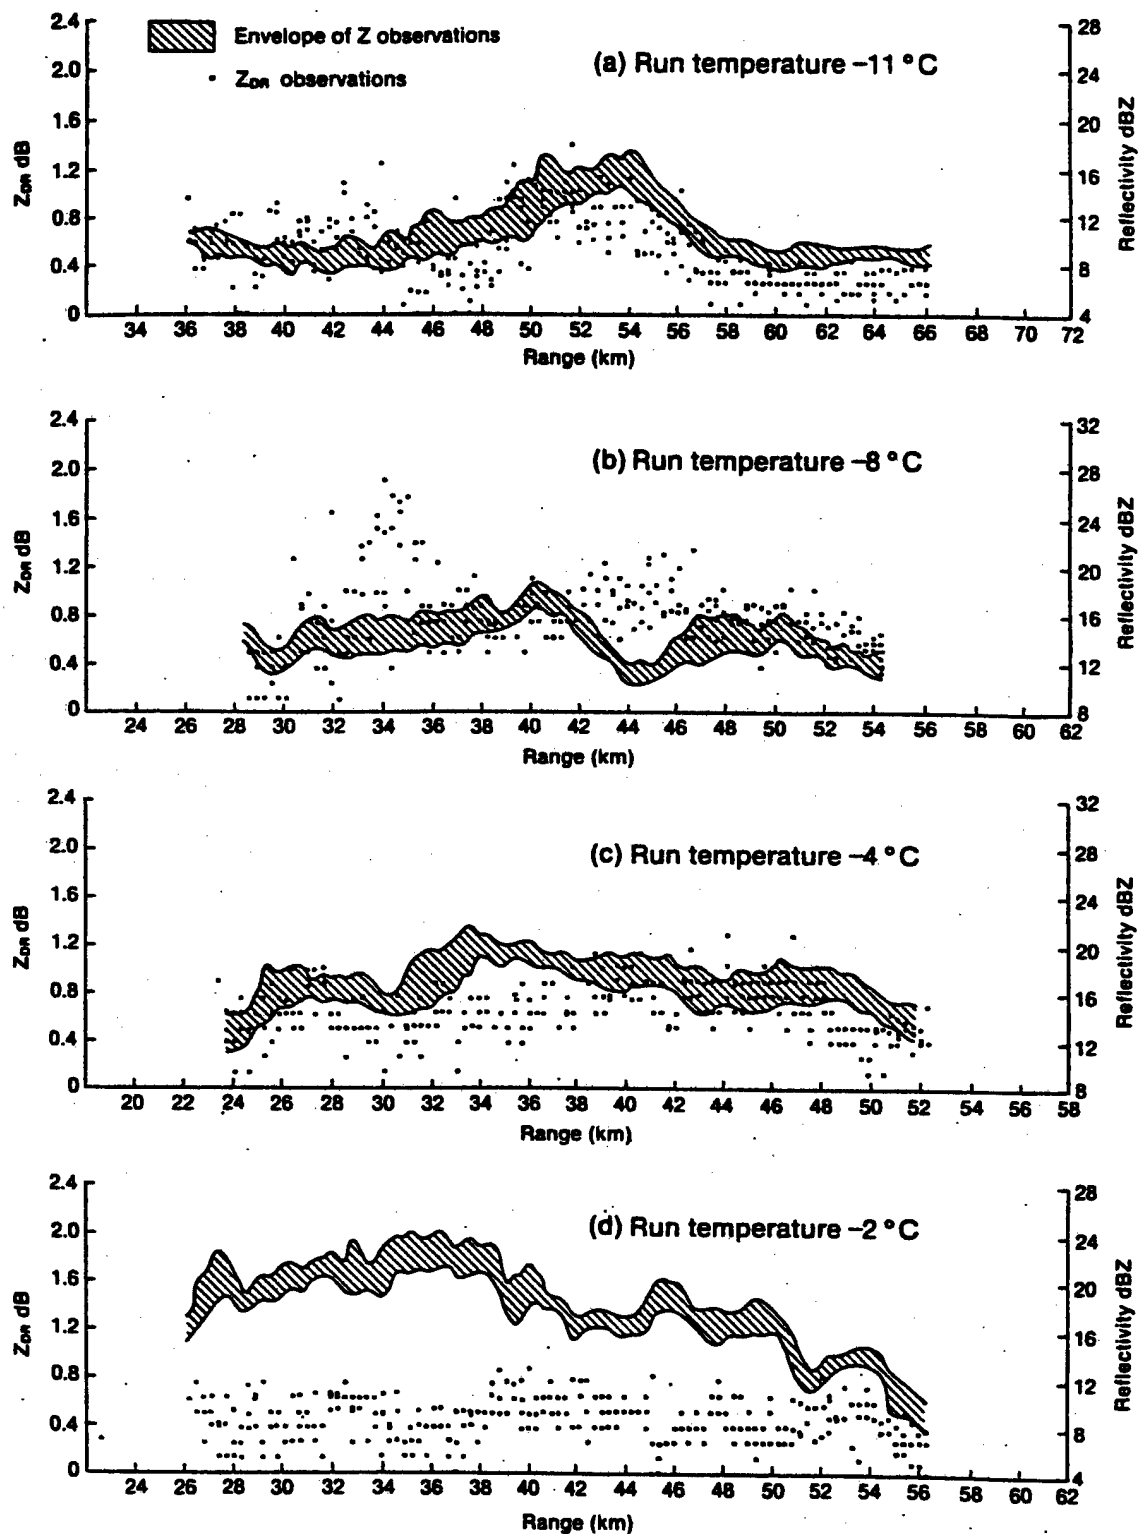 2.4
2.0
1.6
1.2
0.8
0.4
0
Z_DR dB
Envelope of Z observations
Z_DR observations
(a) Run temperature –11 °C
28
24
20
16
12
8
4
Reflectivity dBZ
34 36 38 40 42 44 46 48 50 52 54 56 58 60 62 64 66 68 70 72
Range (km)
2.4
2.0
1.6
1.2
0.8
0.4
0
Z_DR dB
(b) Run temperature –8 °C
32
28
24
20
16
12
8
Reflectivity dBZ
24 26 28 30 32 34 36 38 40 42 44 46 48 50 52 54 56 58 60 62
Range (km)
2.4
2.0
1.6
1.2
0.8
0.4
0
Z_DR dB
(c) Run temperature –4 °C
32
28
24
20
16
12
8
Reflectivity dBZ
20 22 24 26 28 30 32 34 36 38 40 42 44 46 48 50 52 54 56 58
Range (km)
2.4
2.0
1.6
1.2
0.8
0.4
0
Z_DR dB
(d) Run temperature –2 °C
28
24
20
16
12
8
4
Reflectivity dBZ
24 26 28 30 32 34 36 38 40 42 44 46 48 50 52 54 56 58 60 62
Range (km)